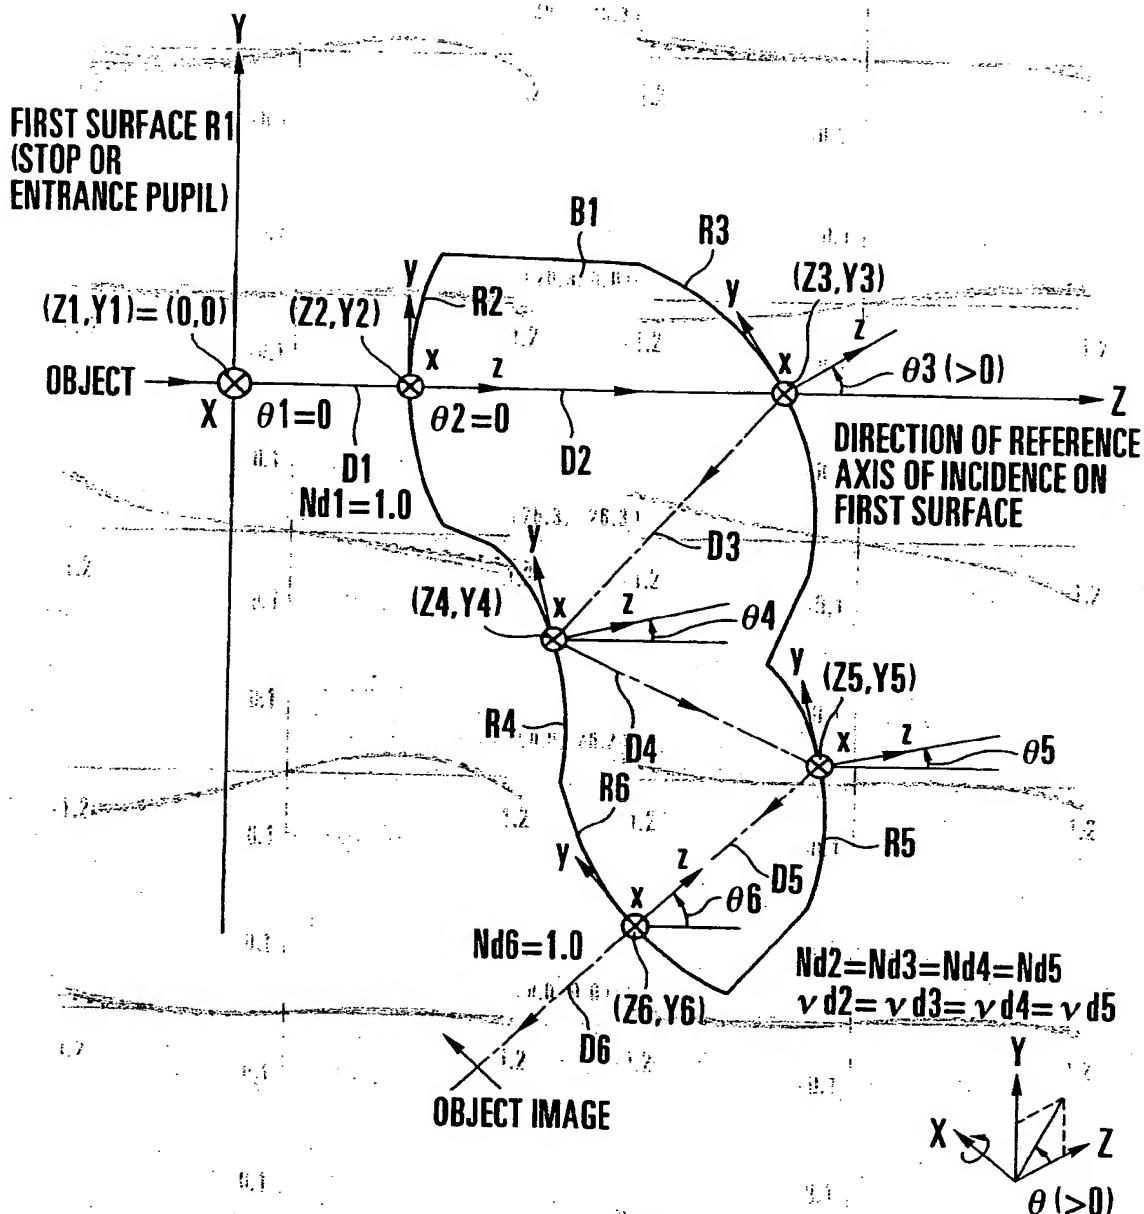 Y
FIRST SURFACE R1
(STOP OR
ENTRANCE PUPIL)
B1
R3
y
R2
(Z3,Y3)
(Z1,Y1)=(0,0)
(Z2,Y2)
y
z
x
z
x
θ3 (>0)
OBJECT
X
θ1=0
θ2=0
Z
D1
D2
Nd1=1.0
DIRECTION OF REFERENCE
AXIS OF INCIDENCE ON
FIRST SURFACE
D3
y
(Z4,Y4)
x
z
θ4
y
(Z5,Y5)
R4
D4
x
z
θ5
R6
y
z
D5
R5
x
θ6
Nd6=1.0
Nd2=Nd3=Nd4=Nd5
νd2=νd3=νd4=νd5
(Z6,Y6)
D6
OBJECT IMAGE
Y
X
Z
θ (>0)